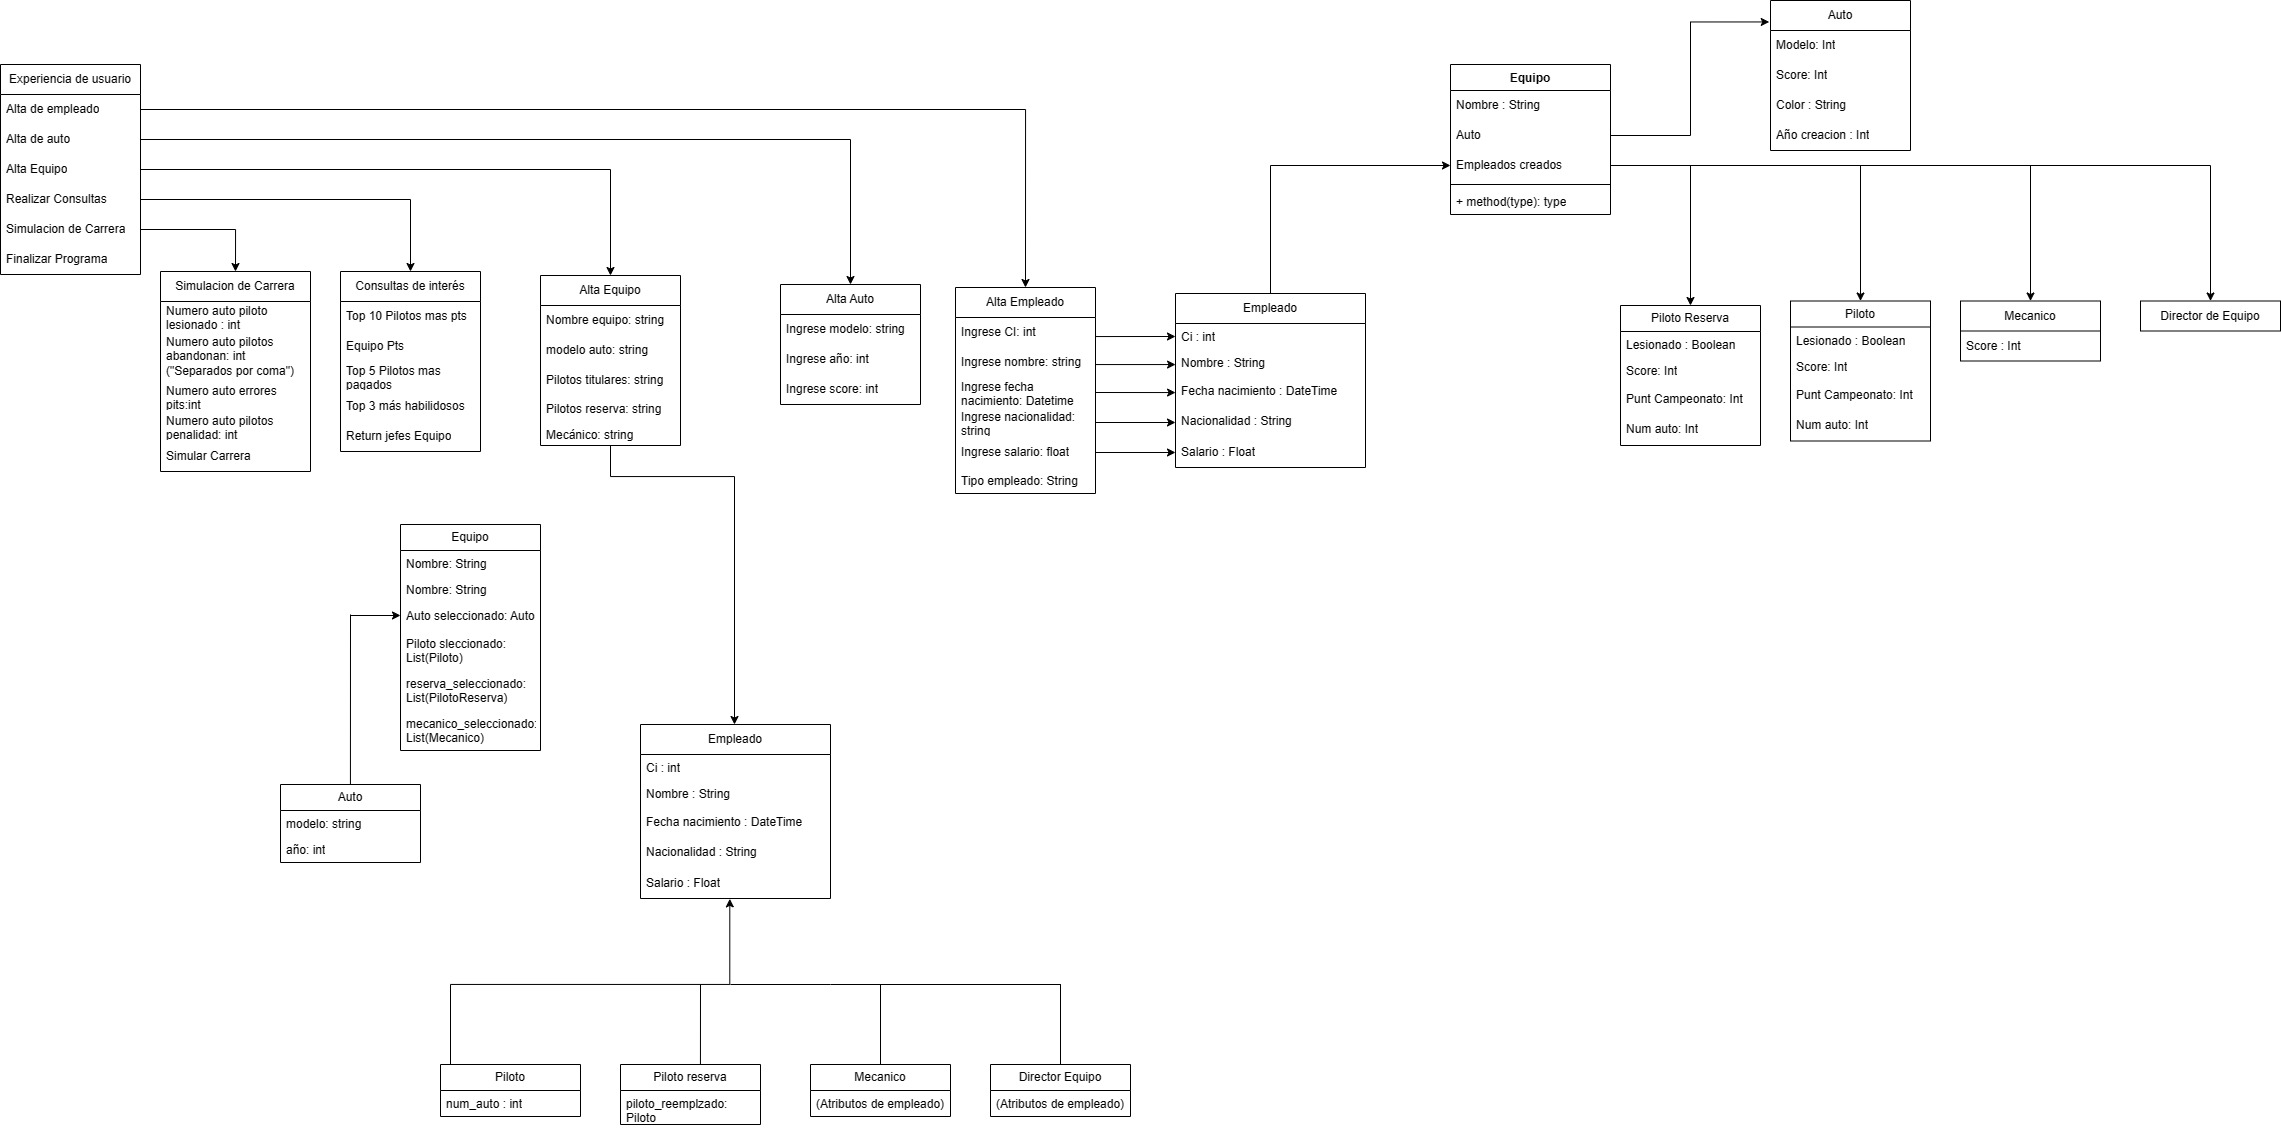 Experiencia de usuario
Alta de empleado
Alta de auto
Alta Equipo
Realizar Consultas
Simulacion de Carrera
Finalizar Programa
Simulacion de Carrera
Numero auto piloto
lesionado : int
Numero auto pilotos
abandonan: int
("Separados por coma")
Numero auto errores
pits:int
Numero auto pilotos
penalidad: int
Simular Carrera
Consultas de interés
Top 10 Pilotos mas pts
Equipo Pts
Top 5 Pilotos mas
pagados
Top 3 más habilidosos
Return jefes Equipo
Alta Equipo
Nombre equipo: string
modelo auto: string
Pilotos titulares: string
Pilotos reserva: string
Mecánico: string
Alta Auto
Ingrese modelo: string
Ingrese año: int
Ingrese score: int
Alta Empleado
Ingrese CI: int
Ingrese nombre: string
Ingrese fecha
nacimiento: Datetime
Ingrese nacionalidad:
string
Ingrese salario: float
Tipo empleado: String
Empleado
Ci : int
Nombre : String
Fecha nacimiento : DateTime
Nacionalidad : String
Salario : Float
Equipo
Nombre : String
Auto
Empleados creados
+ method(type): type
Auto
Modelo: Int
Score: Int
Color : String
Año creacion : Int
Piloto Reserva
Lesionado : Boolean
Score: Int
Punt Campeonato: Int
Num auto: Int
Piloto
Lesionado : Boolean
Score: Int
Punt Campeonato: Int
Num auto: Int
Mecanico
Score : Int
Director de Equipo
Equipo
Nombre: String
Nombre: String
Auto seleccionado: Auto
Piloto sleccionado:
List(Piloto)
reserva_seleccionado:
List(PilotoReserva)
mecanico_seleccionado:
List(Mecanico)
Auto
modelo: string
año: int
Empleado
Ci : int
Nombre : String
Fecha nacimiento : DateTime
Nacionalidad : String
Salario : Float
Piloto
num_auto : int
Piloto reserva
piloto_reemplzado:
Piloto
Mecanico
(Atributos de empleado)
Director Equipo
(Atributos de empleado)